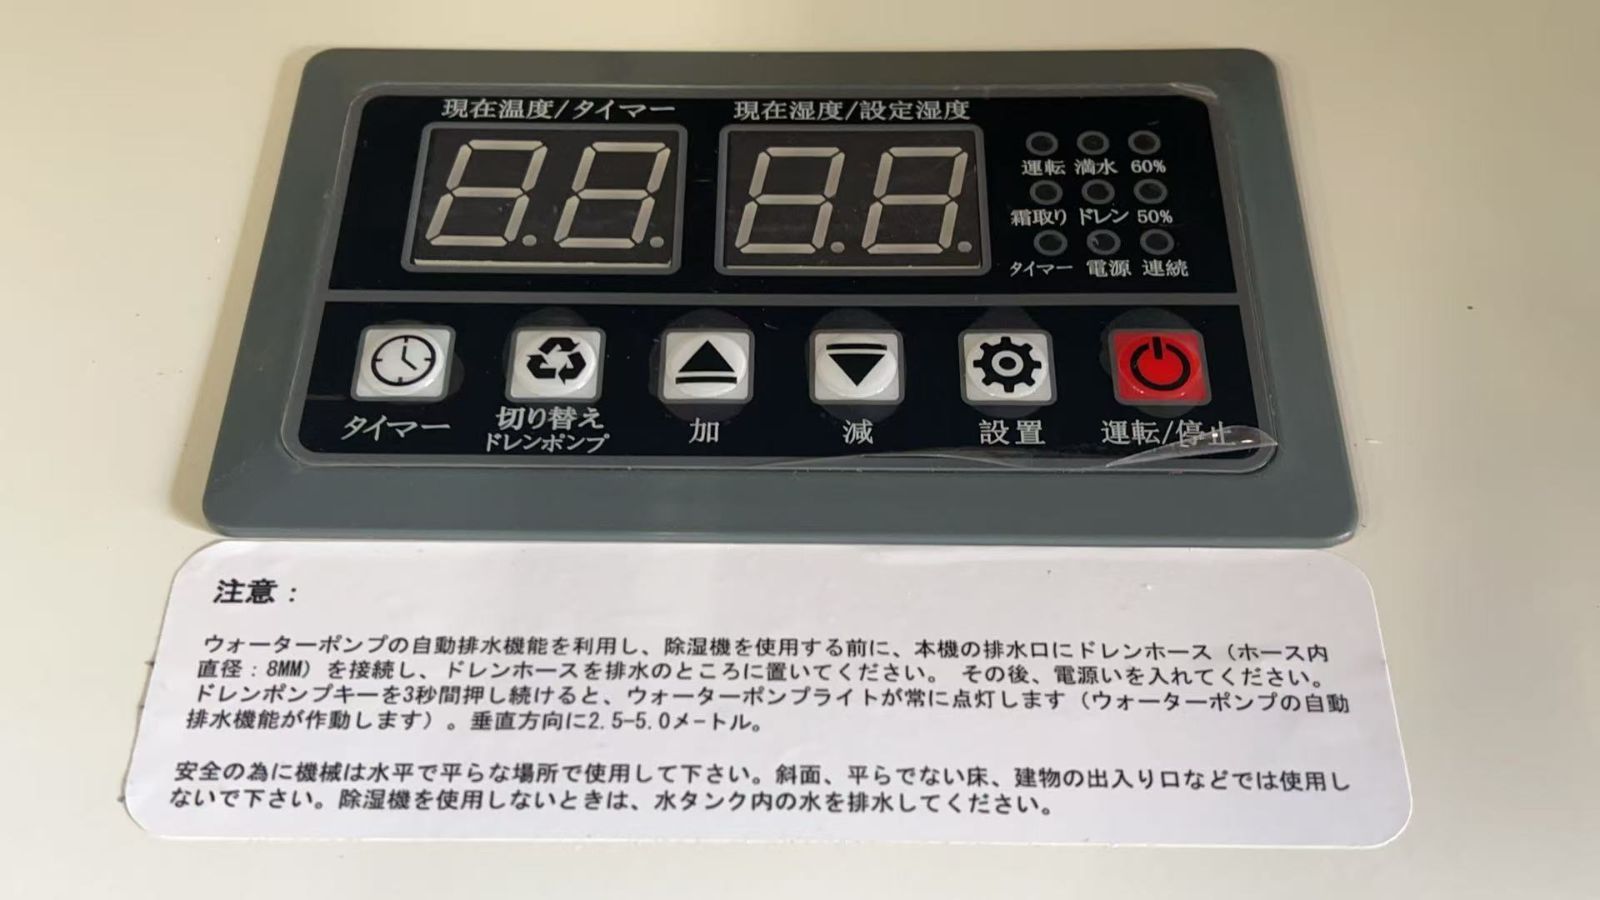 現在温度/タイマー
現在湿度/設定湿度
運転 満水 60%
霜取り ドレン 50%
タイマー 電源 連続
タイマー
切り替え
ドレンポンプ
加
減
設置
運転/停止
注意：
ウォーターポンプの自動排水機能を利用し、除湿機を使用する前に、本機の排水口にドレンホース（ホース内
直径：8MM）を接続し、ドレンホースを排水のところに置いてください。 その後、電源いを入れてください。
ドレンポンプキーを3秒間押し続けると、ウォーターポンプライトが常に点灯します（ウォーターポンプの自動
排水機能が作動します）。垂直方向に2.5-5.0メートル。
安全の為に機械は水平で平らな場所で使用して下さい。斜面、平らでない床、建物の出入り口などでは使用し
ないで下さい。除湿機を使用しないときは、水タンク内の水を排水してください。